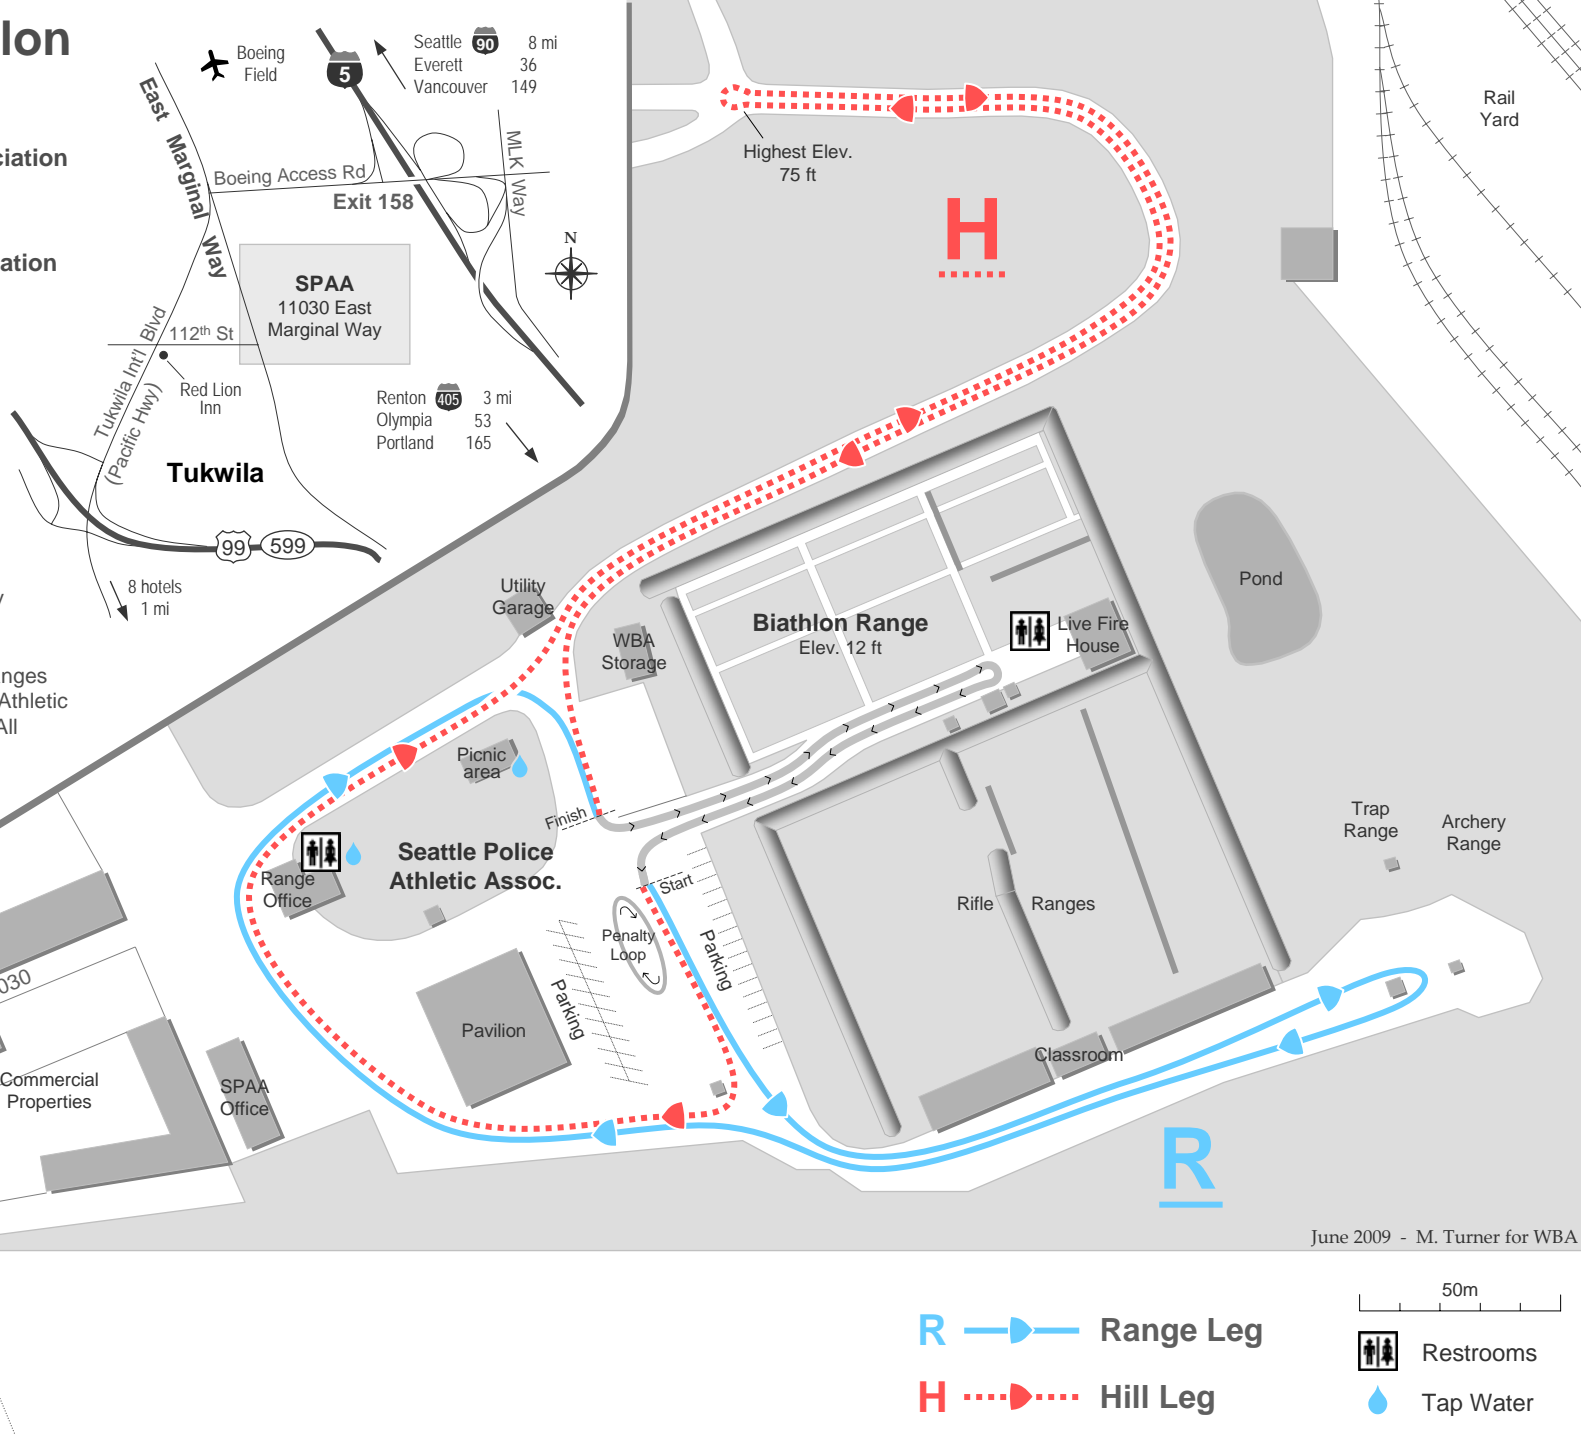 lon
ciation
ation
nges
Athletic
All
Boeing
Field
5
Seattle 90 8 mi
Everett 36
Vancouver 149
East Marginal Way
MLK Way
Boeing Access Rd
Exit 158
N
SPAA
11030 East
Marginal Way
112th St
Tukwila Int'l Blvd
(Pacific Hwy)
Red Lion
Inn
Renton 405 3 mi
Olympia 53
Portland 165
Tukwila
99
599
8 hotels
1 mi
Highest Elev.
75 ft
H
Rail
Yard
Utility
Garage
WBA
Storage
Biathlon Range
Elev. 12 ft
Live Fire
House
Pond
Picnic
area
Finish
Seattle Police
Athletic Assoc.
Range
Office
Start
Penalty
Loop
Parking
Parking
Rifle Ranges
Trap
Range
Archery
Range
Pavilion
Classroom
030
Commercial
Properties
SPAA
Office
R
June 2009 - M. Turner for WBA
50m
R Range Leg
Restrooms
H Hill Leg
Tap Water